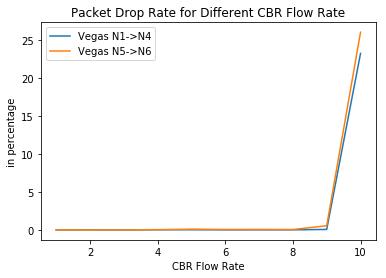 Packet Drop Rate for Different CBR Flow Rate
Vegas N1->N4
Vegas N5->N6
in percentage
25
20
15
10
5
0
2 4 6 8 10
CBR Flow Rate